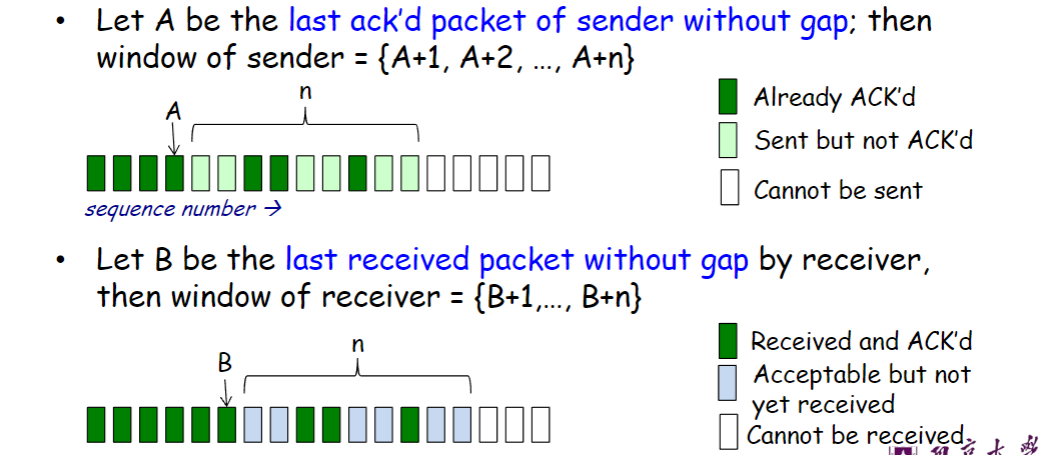 • Let A be the last ack’d packet of sender without gap; then
window of sender = {A+1, A+2, …, A+n}
n
A
Already ACK’d
Sent but not ACK’d
Cannot be sent
sequence number →
• Let B be the last received packet without gap by receiver,
then window of receiver = {B+1,…, B+n}
n
B
Received and ACK’d
Acceptable but not
yet received
Cannot be received